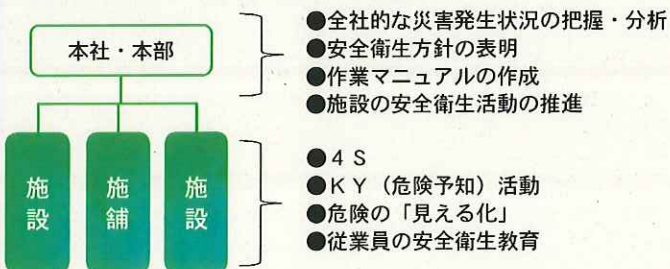 本社・本部
●全社的な災害発生状況の把握・分析
●安全衛生方針の表明
●作業マニュアルの作成
●施設の安全衛生活動の推進
施設
施舗
施設
●4S
●KY(危険予知)活動
●危険の「見える化」
●従業員の安全衛生教育